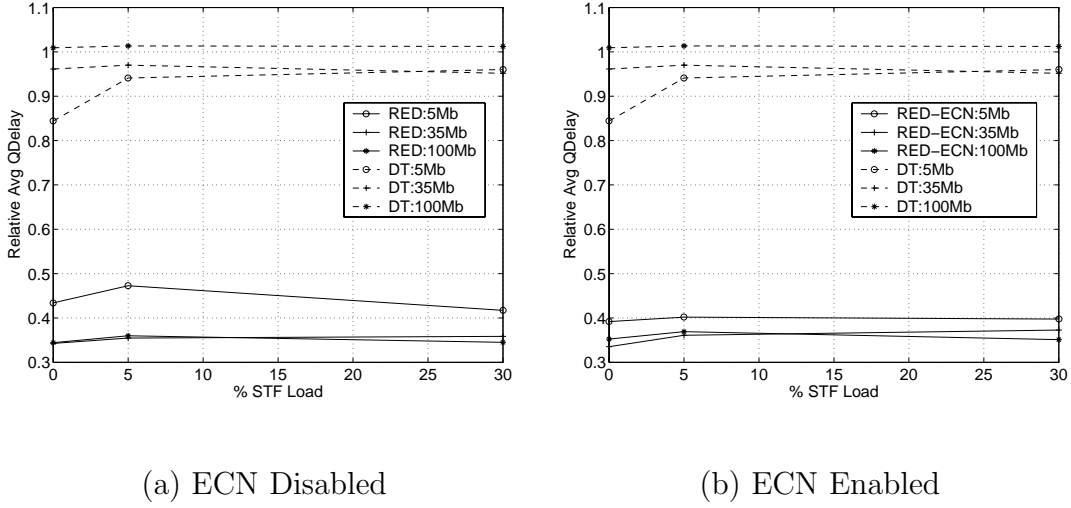 1.1
1
0.9
0.8
0.7
0.6
0.5
0.4
0.3
Relative Avg QDelay
RED:5Mb
RED:35Mb
RED:100Mb
DT:5Mb
DT:35Mb
DT:100Mb
0 5 10 15 20 25 30
% STF Load
(a) ECN Disabled
1.1
1
0.9
0.8
0.7
0.6
0.5
0.4
0.3
Relative Avg QDelay
RED−ECN:5Mb
RED−ECN:35Mb
RED−ECN:100Mb
DT:5Mb
DT:35Mb
DT:100Mb
0 5 10 15 20 25 30
% STF Load
(b) ECN Enabled